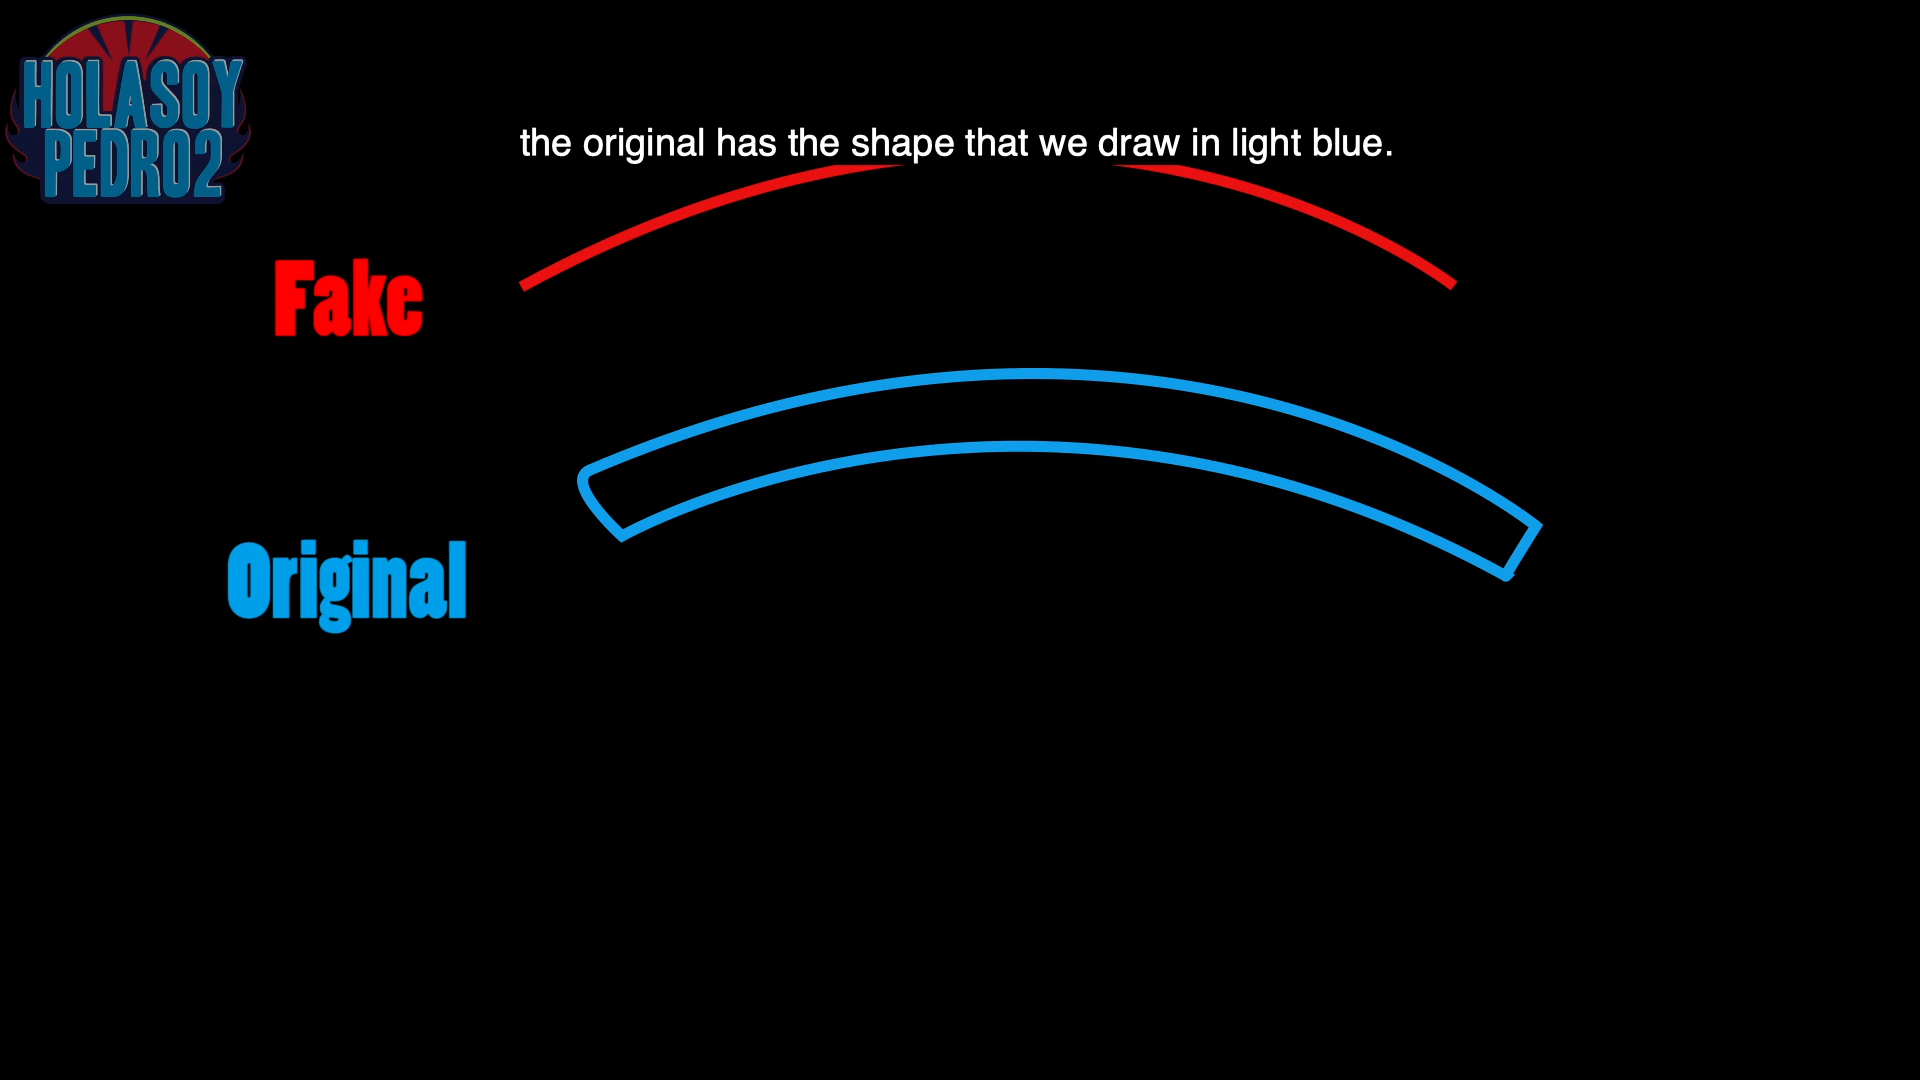 HOLASOY
PEDRO2
the original has the shape that we draw in light blue.
Fake
Original